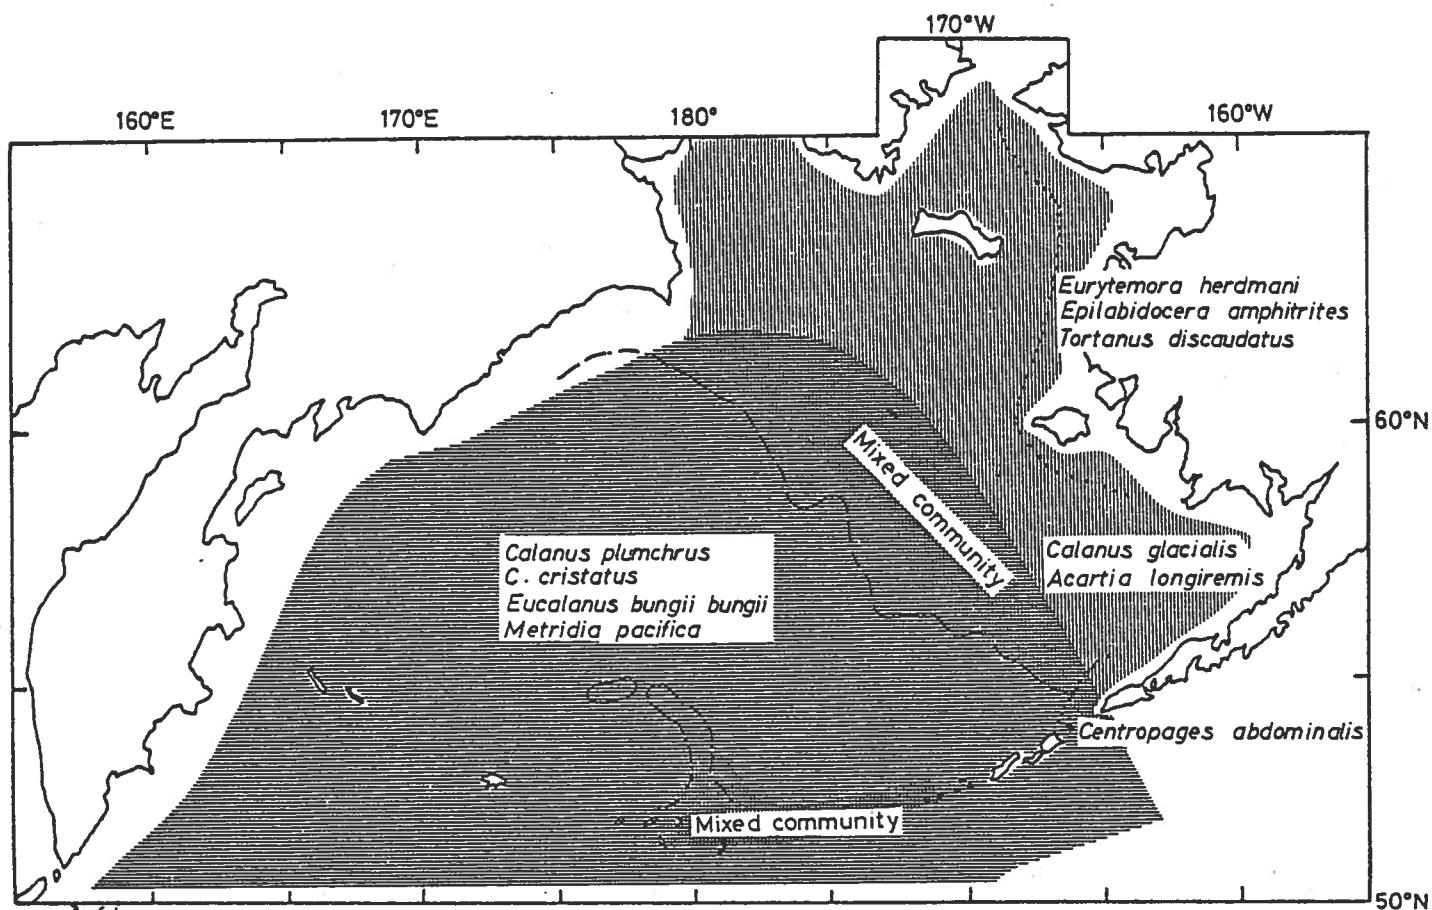 170°W
160°E
170°E
180°
160°W
Eurytemora herdmani
Epilabidocera amphitrites
Tortanus discaudatus
60°N
Mixed community
Calanus plumchrus
C. cristatus
Eucalanus bungii bungii
Metridia pacifica
Calanus glacialis
Acartia longiremis
Centropages abdominalis
Mixed community
50°N